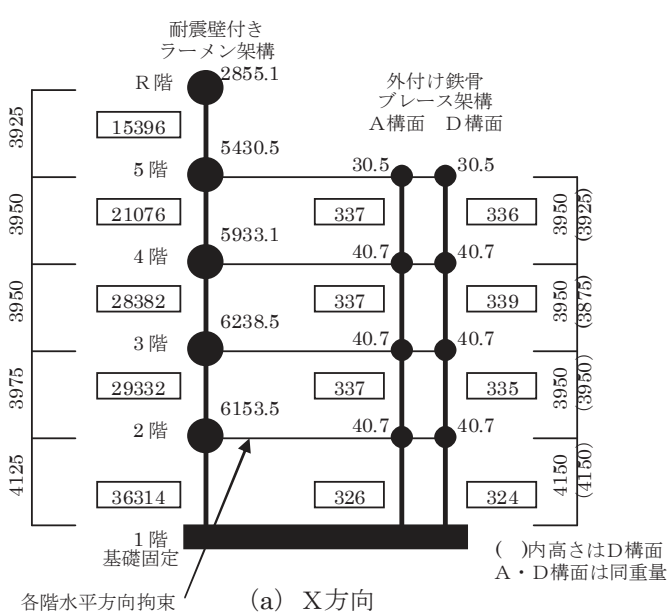 耐震壁付き
ラーメン架構
R階
2855.1
外付け鉄骨
ブレース架構
A構面 D構面
3925
15396
5430.5
5階
30.5
30.5
3950
21076
337
336
3950
(3925)
5933.1
4階
40.7
40.7
3950
28382
337
339
3950
(3875)
6238.5
3階
40.7
40.7
3975
29332
337
335
3950
(3950)
6153.5
2階
40.7
40.7
4125
36314
326
324
4150
(4150)
1階
基礎固定
( )内高さはD構面
A・D構面は同重量
各階水平方向拘束
(a) X方向